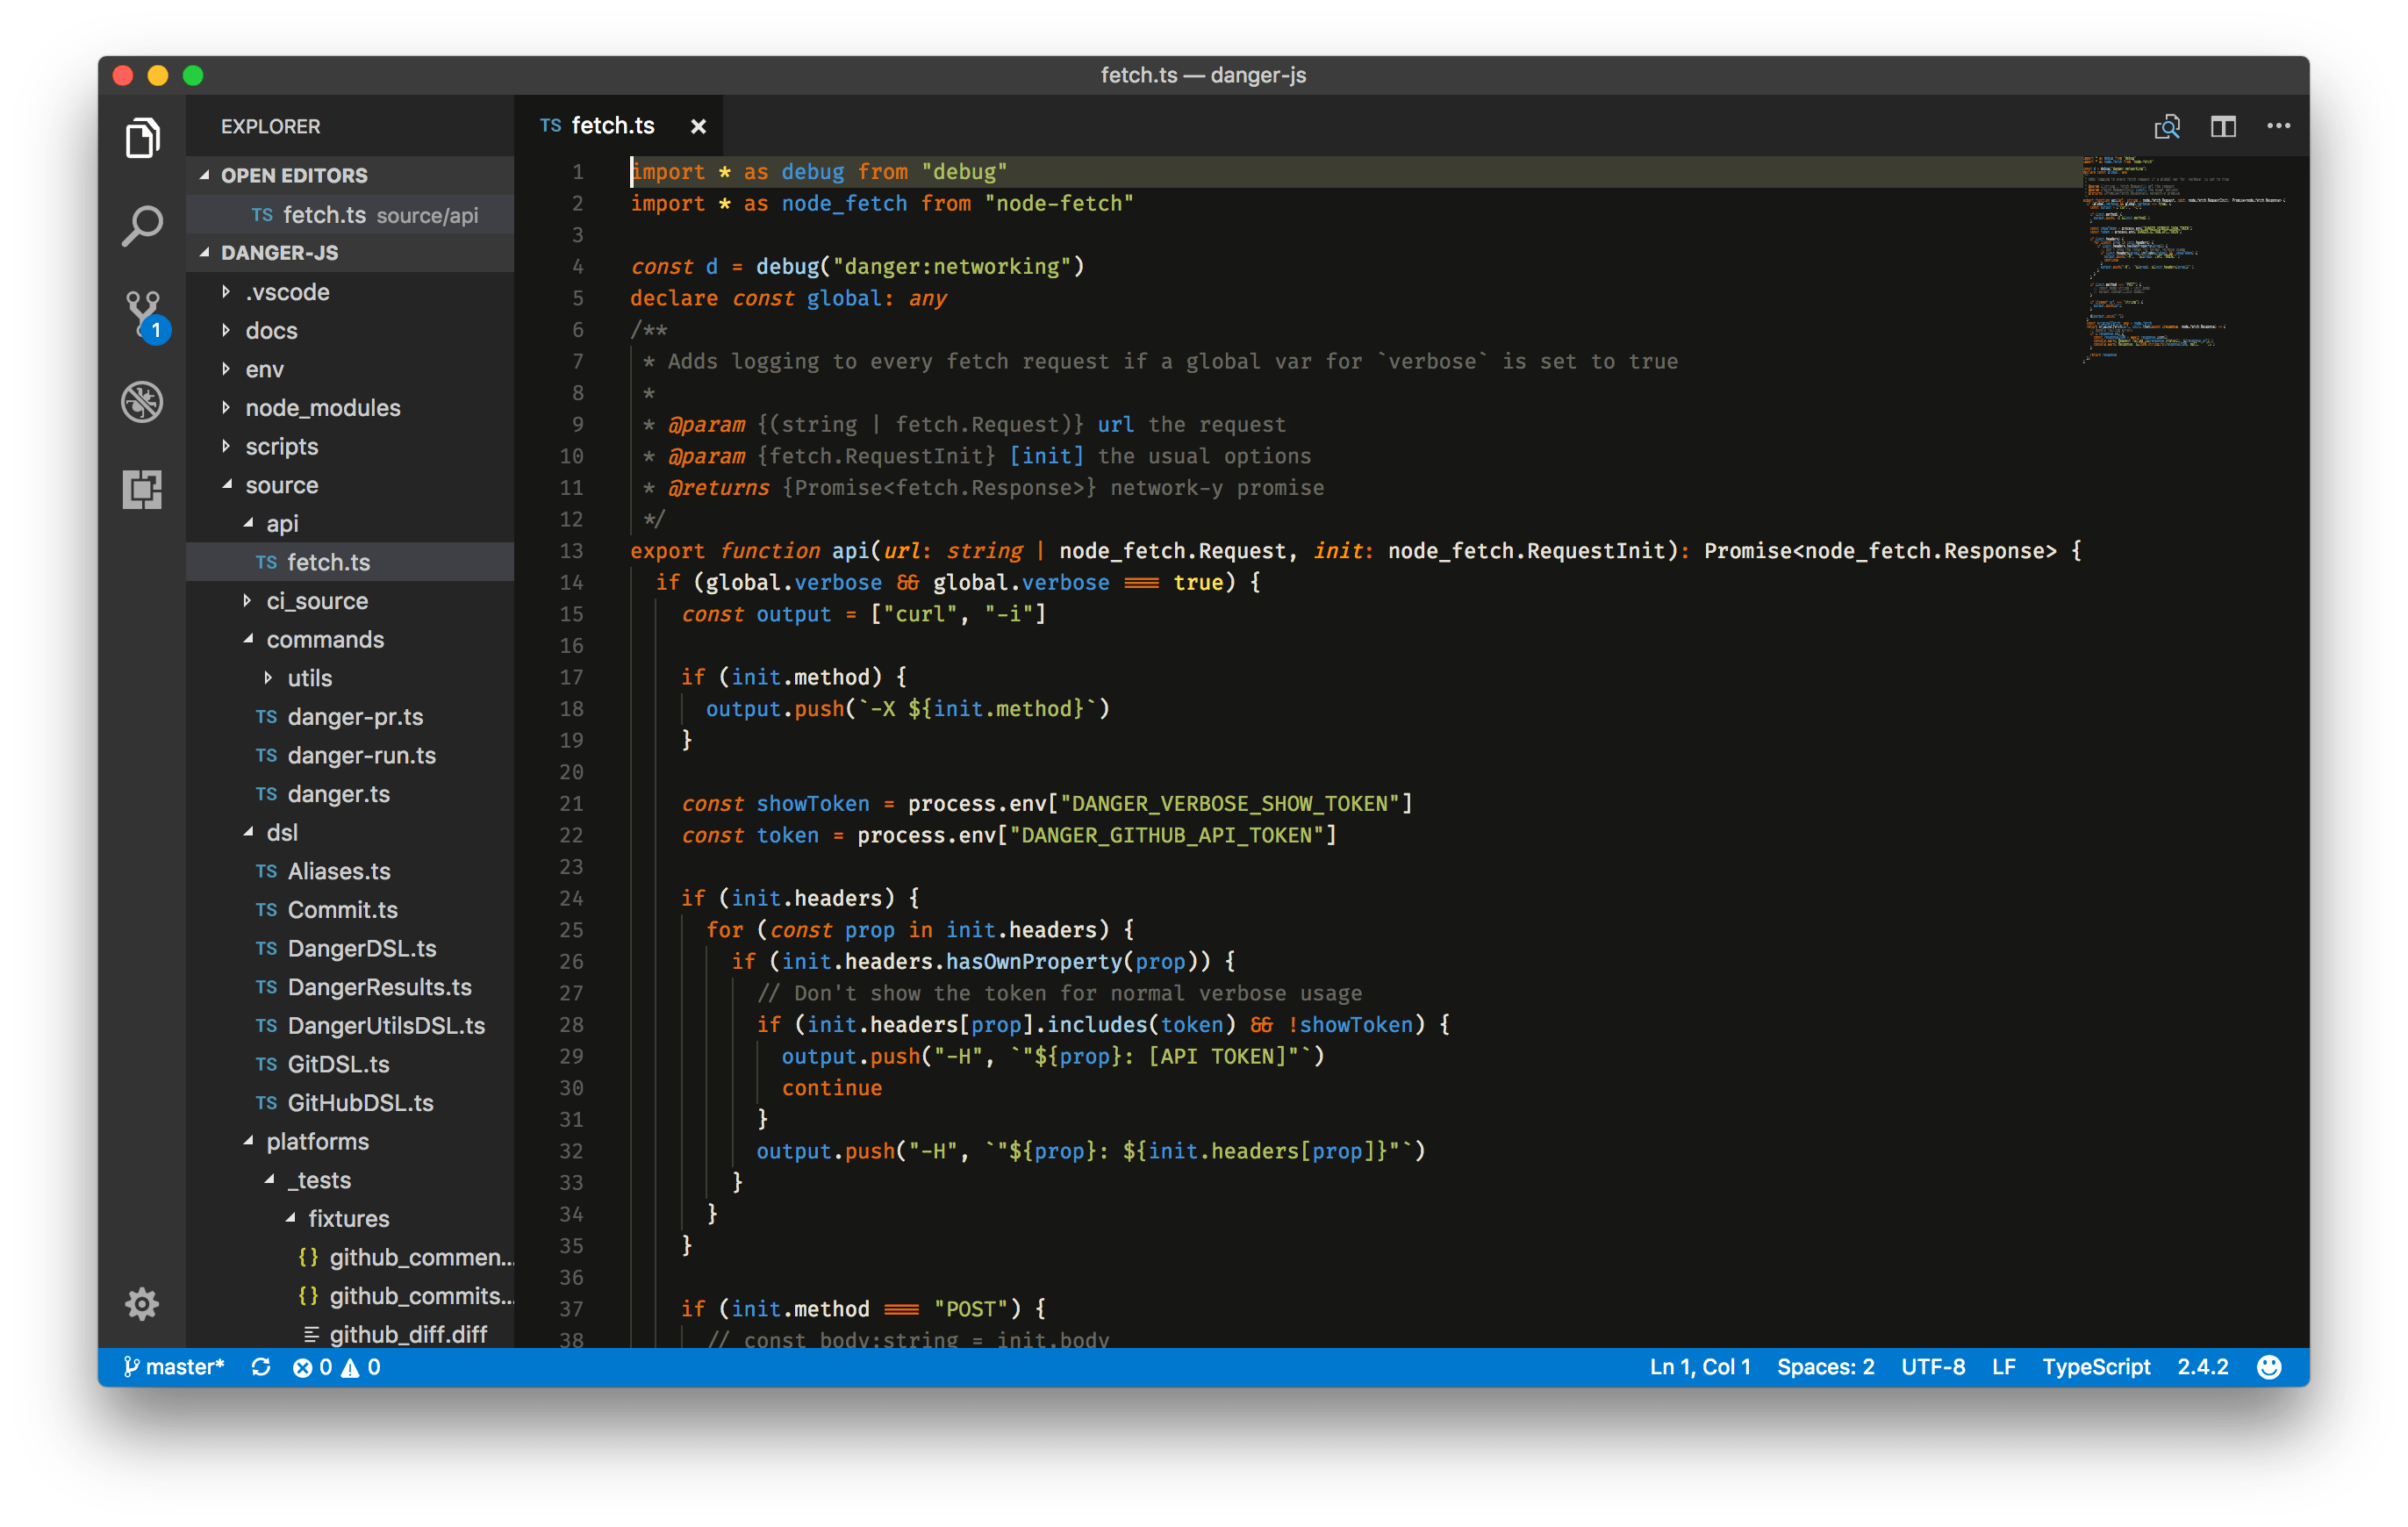 fetch.ts — danger-js
EXPLORER
OPEN EDITORS
TS fetch.ts source/api
DANGER-JS
.vscode
docs
env
node_modules
scripts
source
api
TS fetch.ts
ci_source
commands
utils
TS danger-pr.ts
TS danger-run.ts
TS danger.ts
dsl
TS Aliases.ts
TS Commit.ts
TS DangerDSL.ts
TS DangerResults.ts
TS DangerUtilsDSL.ts
TS GitDSL.ts
TS GitHubDSL.ts
platforms
_tests
fixtures
{} github_commen...
{} github_commits...
github_diff.diff
1
TS fetch.ts ×
1 import * as debug from "debug"
2 import * as node_fetch from "node-fetch"
3
4 const d = debug("danger:networking")
5 declare const global: any
6 /**
7 * Adds logging to every fetch request if a global var for `verbose` is set to true
8 *
9 * @param {(string | fetch.Request)} url the request
10 * @param {fetch.RequestInit} [init] the usual options
11 * @returns {Promise<fetch.Response>} network-y promise
12 */
13 export function api(url: string | node_fetch.Request, init: node_fetch.RequestInit): Promise<node_fetch.Response> {
14 if (global.verbose && global.verbose === true) {
15 const output = ["curl", "-i"]
16
17 if (init.method) {
18 output.push(`-X ${init.method}`)
19 }
20
21 const showToken = process.env["DANGER_VERBOSE_SHOW_TOKEN"]
22 const token = process.env["DANGER_GITHUB_API_TOKEN"]
23
24 if (init.headers) {
25 for (const prop in init.headers) {
26 if (init.headers.hasOwnProperty(prop)) {
27 // Don't show the token for normal verbose usage
28 if (init.headers[prop].includes(token) && !showToken) {
29 output.push("-H", `"${prop}: [API TOKEN]"`)
30 continue
31 }
32 output.push("-H", `"${prop}: ${init.headers[prop]}"`)
33 }
34 }
35 }
36
37 if (init.method === "POST") {
38 // const body:string = init.body
master* 0 0
Ln 1, Col 1 Spaces: 2 UTF-8 LF TypeScript 2.4.2